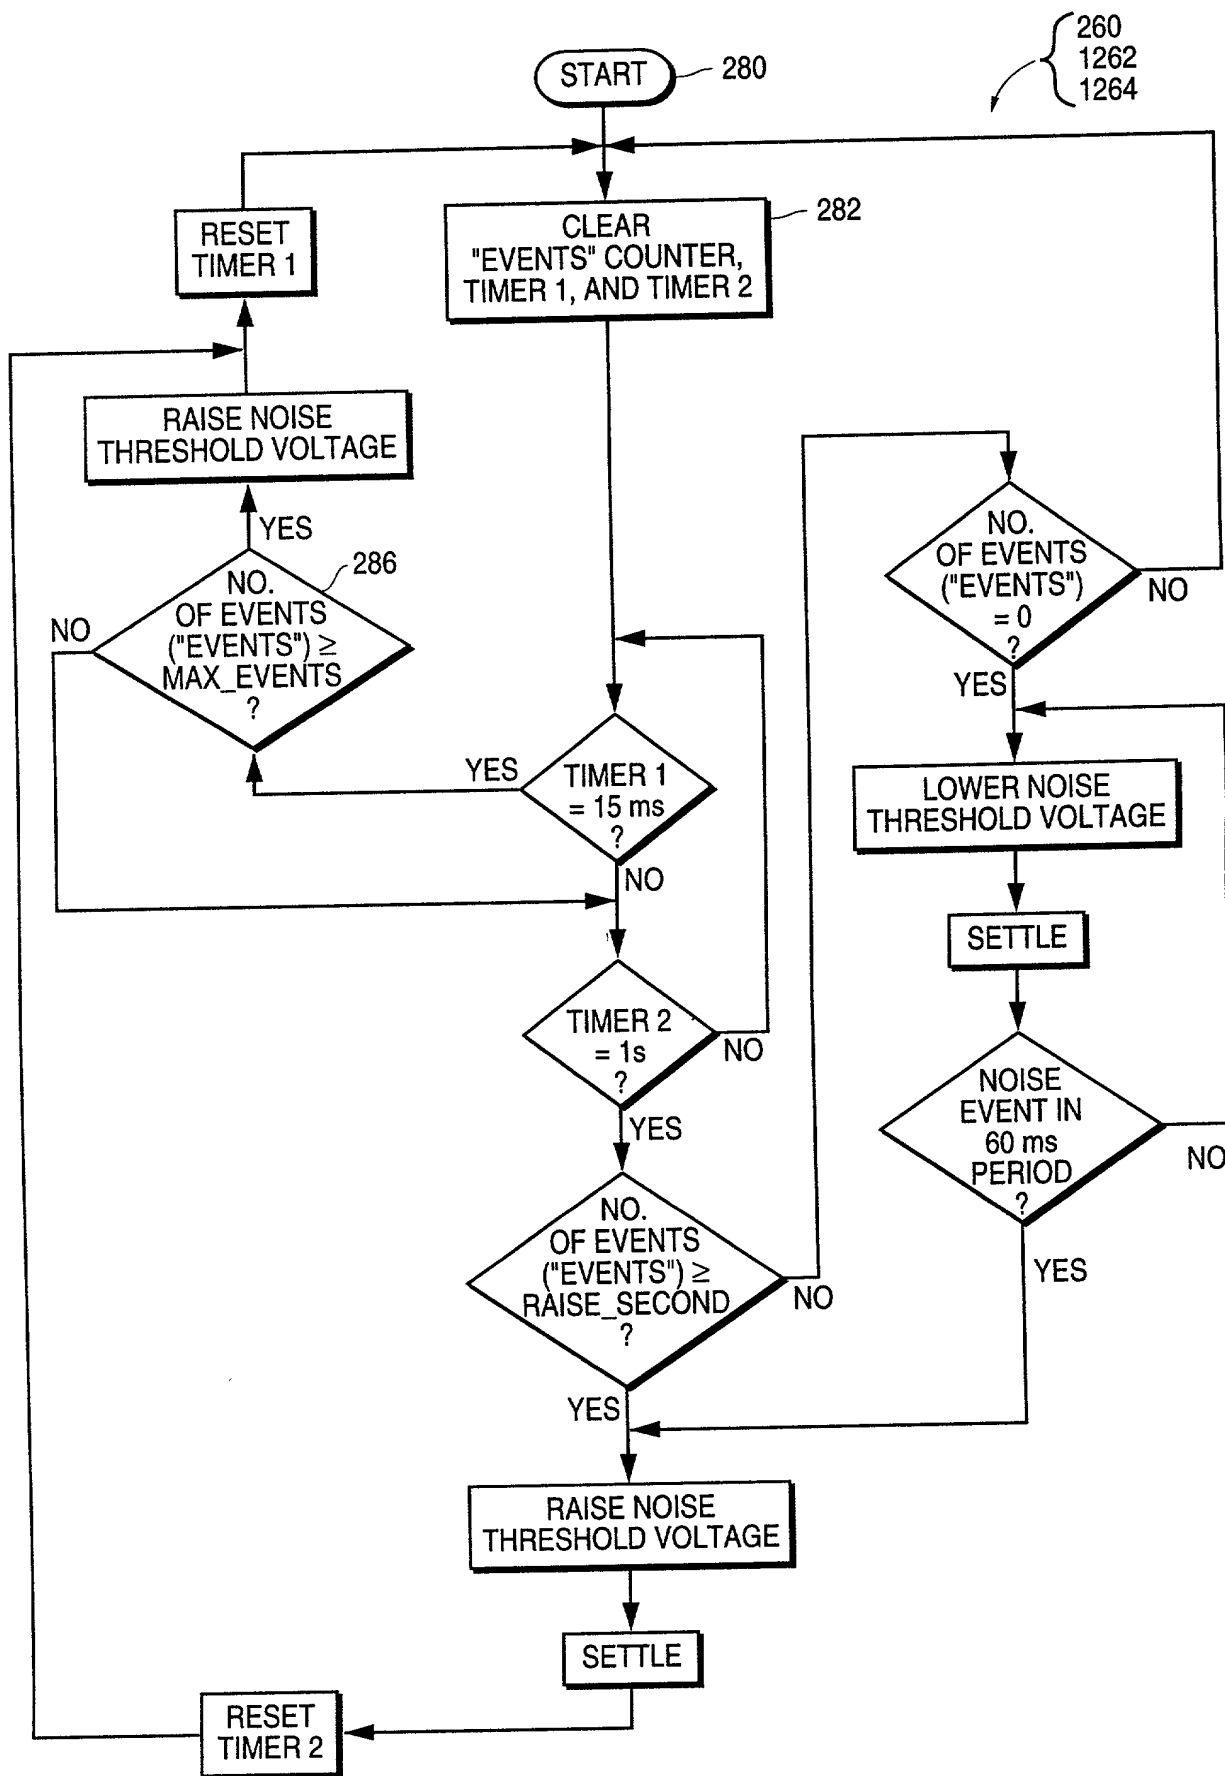 260
1262
1264
START
280
RESET
TIMER 1
CLEAR
"EVENTS" COUNTER,
TIMER 1, AND TIMER 2
282
RAISE NOISE
THRESHOLD VOLTAGE
YES
286
NO.
OF EVENTS
("EVENTS") ≥
MAX_EVENTS
?
NO
NO.
OF EVENTS
("EVENTS")
= 0
?
NO
YES
YES
TIMER 1
= 15 ms
?
NO
LOWER NOISE
THRESHOLD VOLTAGE
SETTLE
TIMER 2
= 1s
?
NO
YES
NOISE
EVENT IN
60 ms
PERIOD
?
NO
YES
NO.
OF EVENTS
("EVENTS") ≥
RAISE_SECOND
?
NO
YES
RAISE NOISE
THRESHOLD VOLTAGE
SETTLE
RESET
TIMER 2